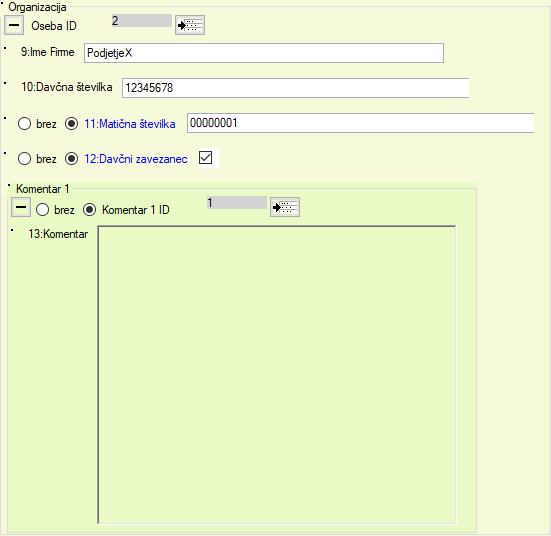 Organizacija
Oseba ID 2
9:Ime Firme PodjetjeX
10:Davčna številka 12345678
brez 11:Matična številka 00000001
brez 12:Davčni zavezanec
Komentar 1
brez Komentar 1 ID 1
13:Komentar